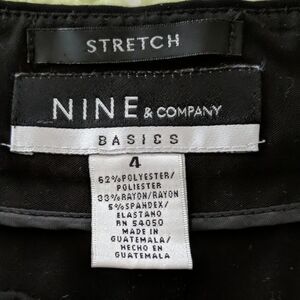 STRETCH
NINE & COMPANY
BASICS
4
62%POLYESTER/
POLIESTER
33%RAYON/RAYON
5%SPANDEX/
ELASTANO
RN 54050
MADE IN
GUATEMALA/
HECHO EN
GUATEMALA